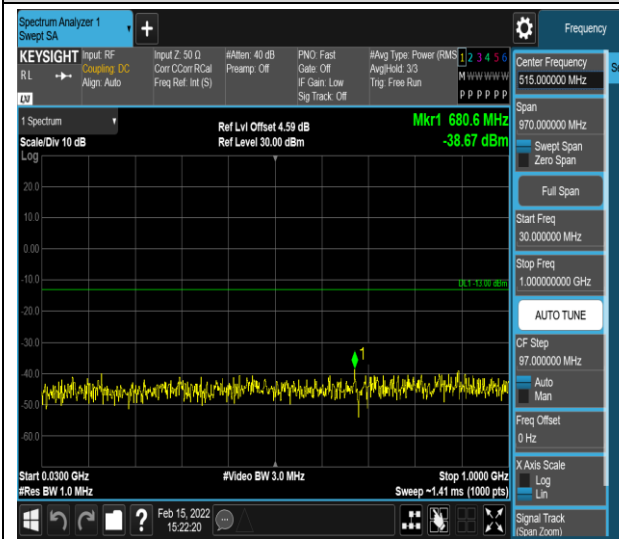 Spectrum Analyzer 1
Swept SA
Frequency
KEYSIGHT
RL
LXI
Input: RF
Coupling: DC
Align: Auto
Input Z: 50 Ω
Corr CCorr RCal
Freq Ref: Int (S)
#Atten: 40 dB
Preamp: Off
PNO: Fast
Gate: Off
IF Gain: Low
Sig Track: Off
#Avg Type: Power (RMS
Avg|Hold: 3/3
Trig: Free Run
1 2 3 4 5 6
M W W W W W
P P P P P P
1 Spectrum
Scale/Div 10 dB
Log
Ref Lvl Offset 4.59 dB
Ref Level 30.00 dBm
Mkr1 680.6 MHz
-38.67 dBm
20.0
10.0
0.00
-10.0
DL1 -13.00 dBm
-20.0
-30.0
1
-40.0
-50.0
-60.0
Start 0.0300 GHz
#Res BW 1.0 MHz
#Video BW 3.0 MHz
Stop 1.0000 GHz
Sweep ~1.41 ms (1000 pts)
Feb 15, 2022
15:22:20
Center Frequency
515.000000 MHz
Span
970.000000 MHz
Swept Span
Zero Span
Full Span
Start Freq
30.000000 MHz
Stop Freq
1.000000000 GHz
AUTO TUNE
CF Step
97.000000 MHz
Auto
Man
Freq Offset
0 Hz
X Axis Scale
Log
Lin
Signal Track
(Span Zoom)